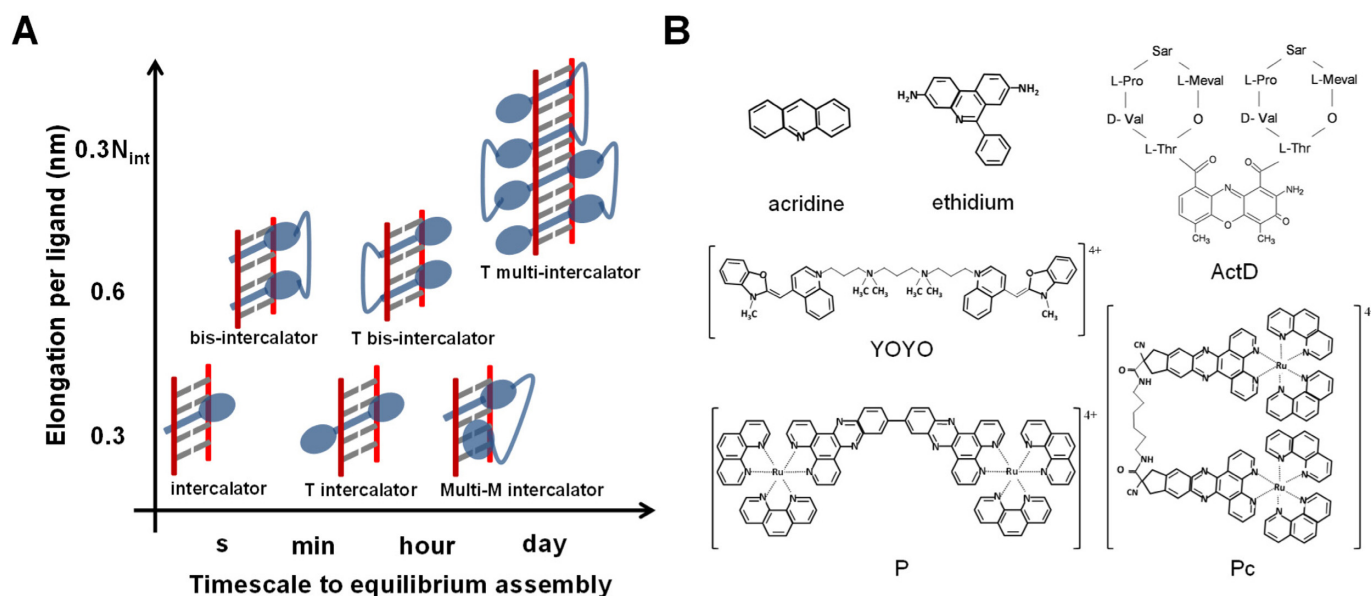 A
Elongation per ligand (nm)
0.3N_int
0.6
0.3
T multi-intercalator
bis-intercalator
T bis-intercalator
intercalator
T intercalator
Multi-M intercalator
s
min
hour
day
Timescale to equilibrium assembly
B
acridine
N
ethidium
NH₂
NH₂
N
ActD
Sar
Sar
L-Pro
L-Meval
L-Pro
L-Meval
D- Val
O
D- Val
O
L-Thr
L-Thr
O
O
N
NH₂
O
O
CH₃
CH₃
YOYO
4+
O
N
CH₃
N
N
H₃C
CH₃
N
H₃C
CH₃
N
O
N
CH₃
P
4+
N
N
N
N
Ru
N
N
N
N
N
N
N
N
Ru
N
N
N
N
Pc
4+
CN
O
NH
N
N
N
N
N
N
N
N
Ru
NH
O
CN
N
N
N
N
N
N
N
N
Ru